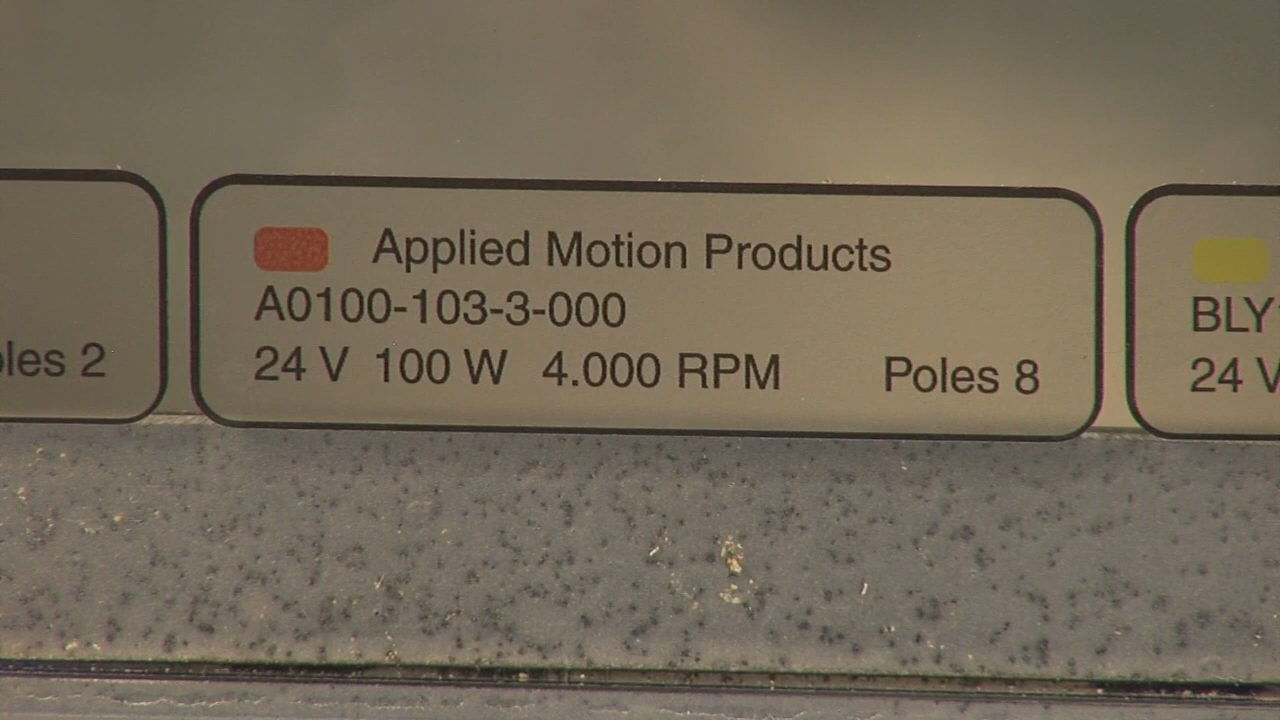 Applied Motion Products
A0100-103-3-000
24 V 100 W 4.000 RPM Poles 8
oles 2
BLY
24 V